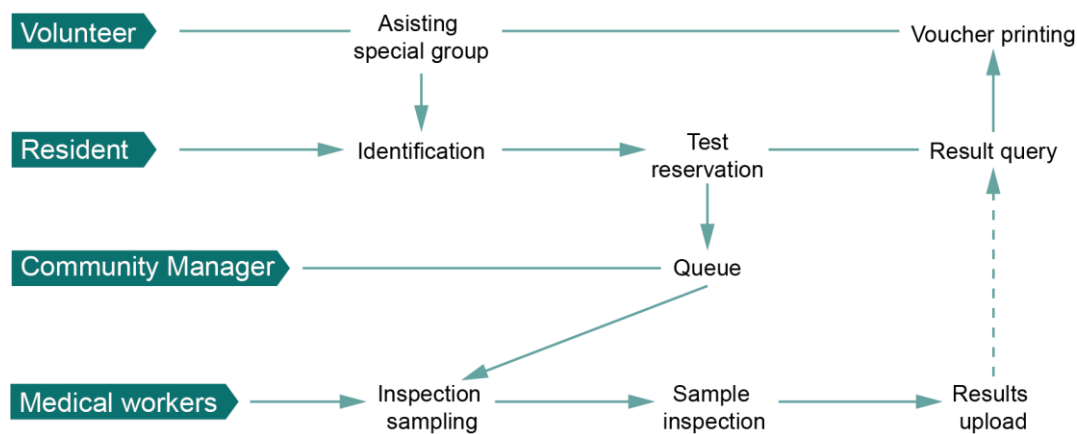 Volunteer
Asisting
special group
Voucher printing
Resident
Identification
Test
reservation
Result query
Community Manager
Queue
Medical workers
Inspection
sampling
Sample
inspection
Results
upload